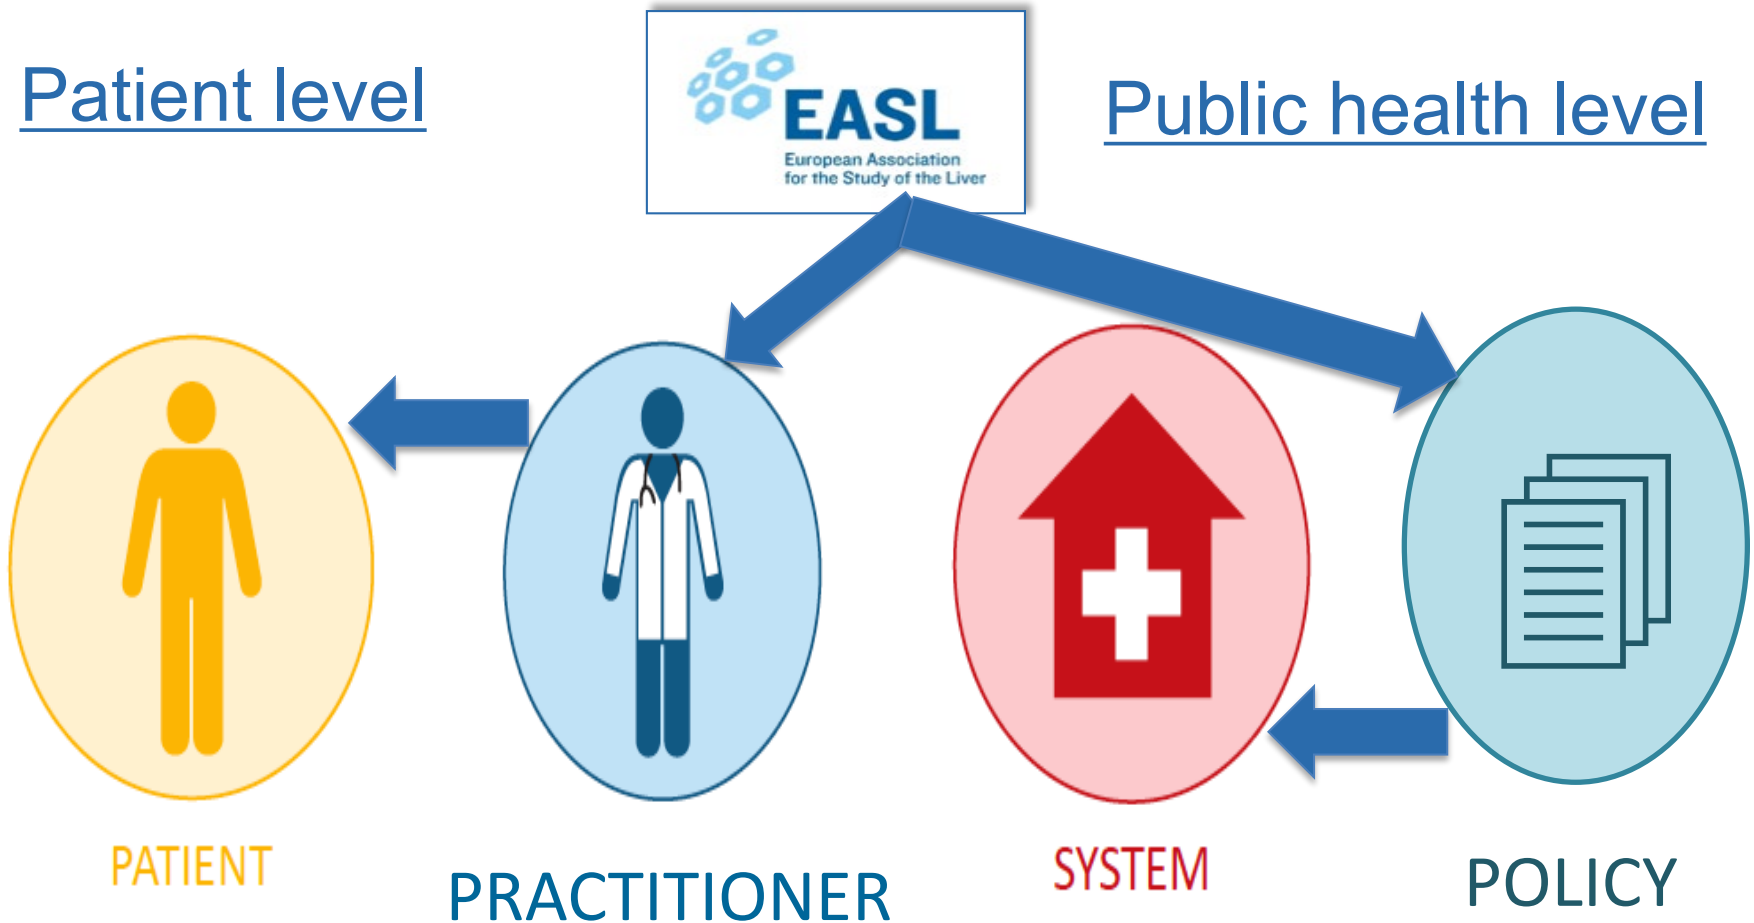 Patient level
EASL
European Association
for the Study of the Liver
Public health level
PATIENT
PRACTITIONER
SYSTEM
POLICY